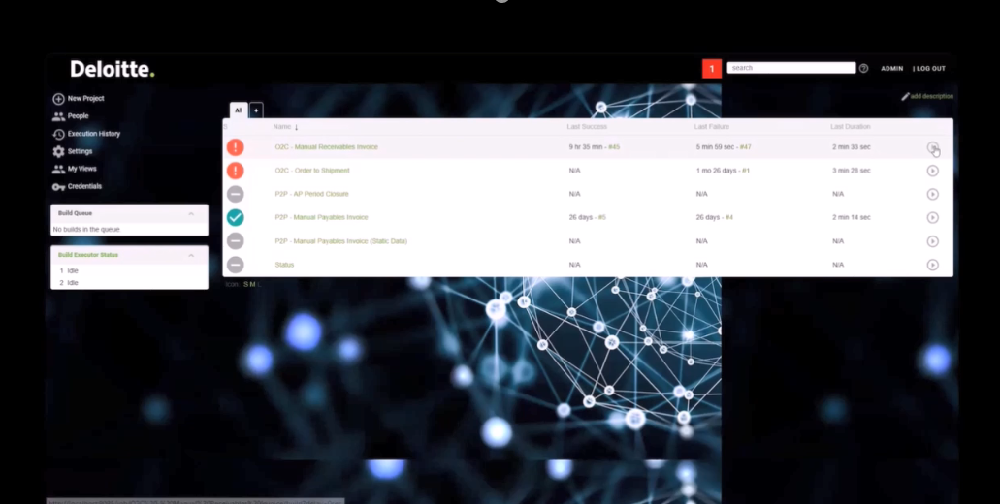 Deloitte.
1
search
ADMIN
| LOG OUT
New Project
People
Execution History
Settings
My Views
Credentials
add description
All +
S Name ↓ Last Success Last Failure Last Duration
O2C - Manual Receivables Invoice 9 hr 35 min - #45 5 min 59 sec - #47 2 min 33 sec
O2C - Order to Shipment N/A 1 mo 26 days - #1 3 min 28 sec
P2P - AP Period Closure N/A N/A N/A
P2P - Manual Payables Invoice 26 days - #5 26 days - #4 2 min 14 sec
P2P - Manual Payables Invoice (Static Data) N/A N/A N/A
Status N/A N/A N/A
Icon: S M L
Build Queue
No builds in the queue
Build Executor Status
1 Idle
2 Idle